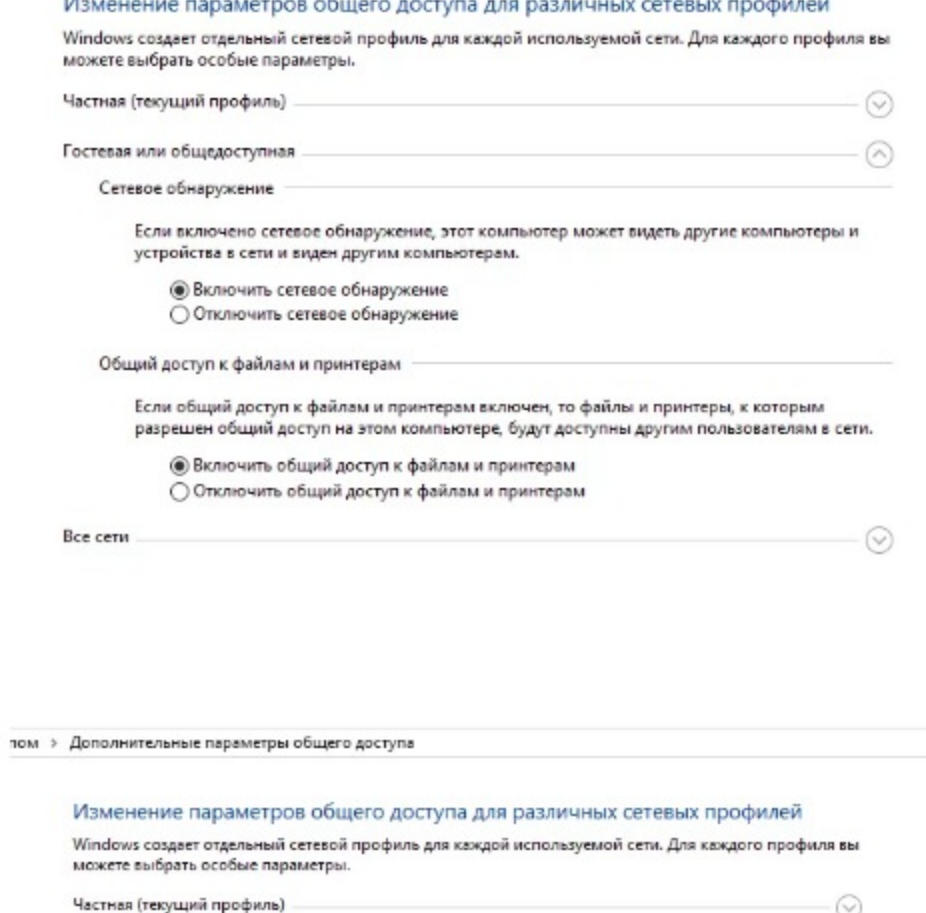 Изменение параметров общего доступа для различных сетевых профилей
Windows создает отдельный сетевой профиль для каждой используемой сети. Для каждого профиля вы
можете выбрать особые параметры.
Частная (текущий профиль)
Гостевая или общедоступная
Сетевое обнаружение
Если включено сетевое обнаружение, этот компьютер может видеть другие компьютеры и
устройства в сети и виден другим компьютерам.
Включить сетевое обнаружение
Отключить сетевое обнаружение
Общий доступ к файлам и принтерам
Если общий доступ к файлам и принтерам включен, то файлы и принтеры, к которым
разрешен общий доступ на этом компьютере, будут доступны другим пользователям в сети.
Включить общий доступ к файлам и принтерам
Отключить общий доступ к файлам и принтерам
Все сети
пом > Дополнительные параметры общего доступа
Изменение параметров общего доступа для различных сетевых профилей
Windows создает отдельный сетевой профиль для каждой используемой сети. Для каждого профиля вы
можете выбрать особые параметры.
Частная (текущий профиль)